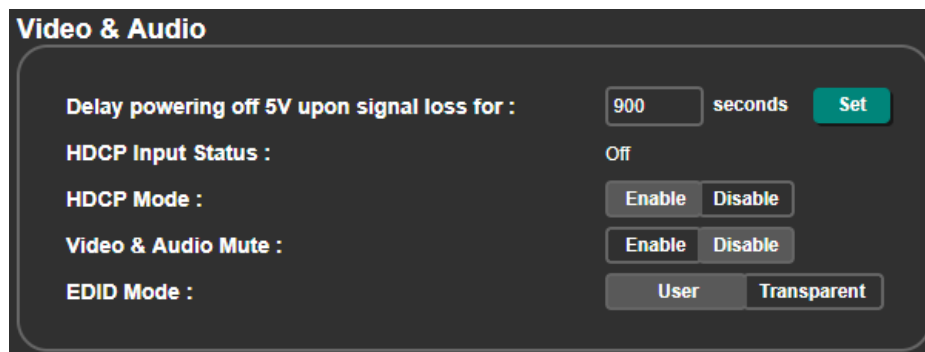 Video & Audio
Delay powering off 5V upon signal loss for : 900 seconds Set
HDCP Input Status : Off
HDCP Mode : Enable Disable
Video & Audio Mute : Enable Disable
EDID Mode : User Transparent